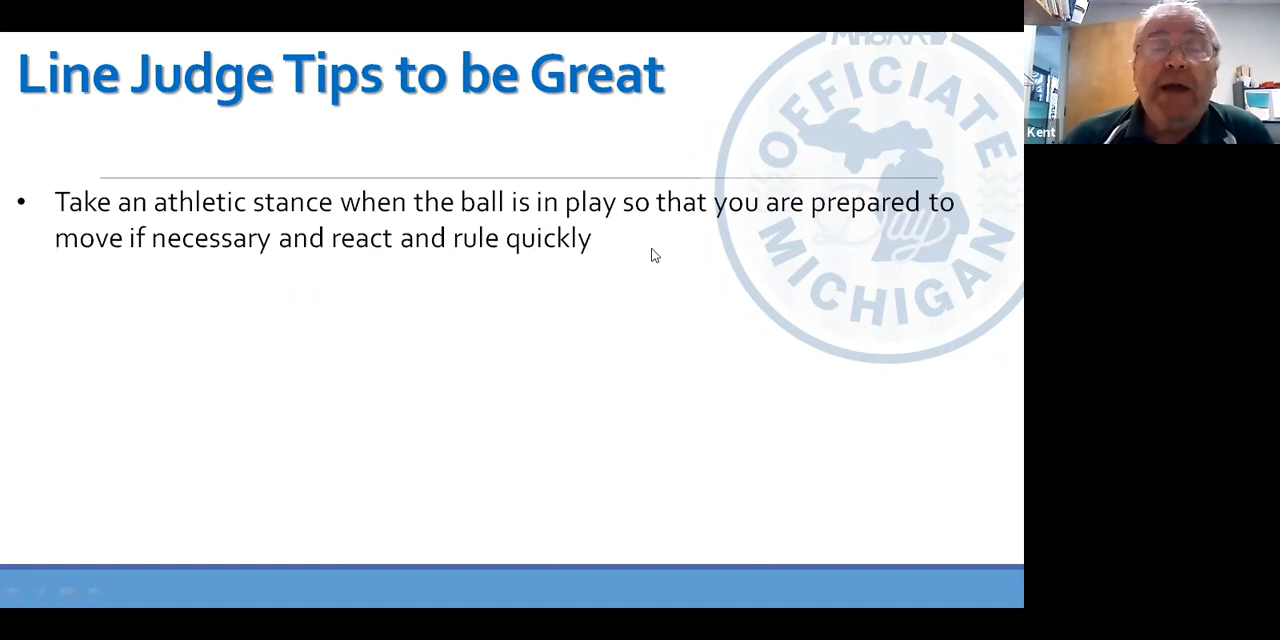 Line Judge Tips to be Great
• Take an athletic stance when the ball is in play so that you are prepared to
move if necessary and react and rule quickly
OFFICIATE
Duty
MICHIGAN
Kent